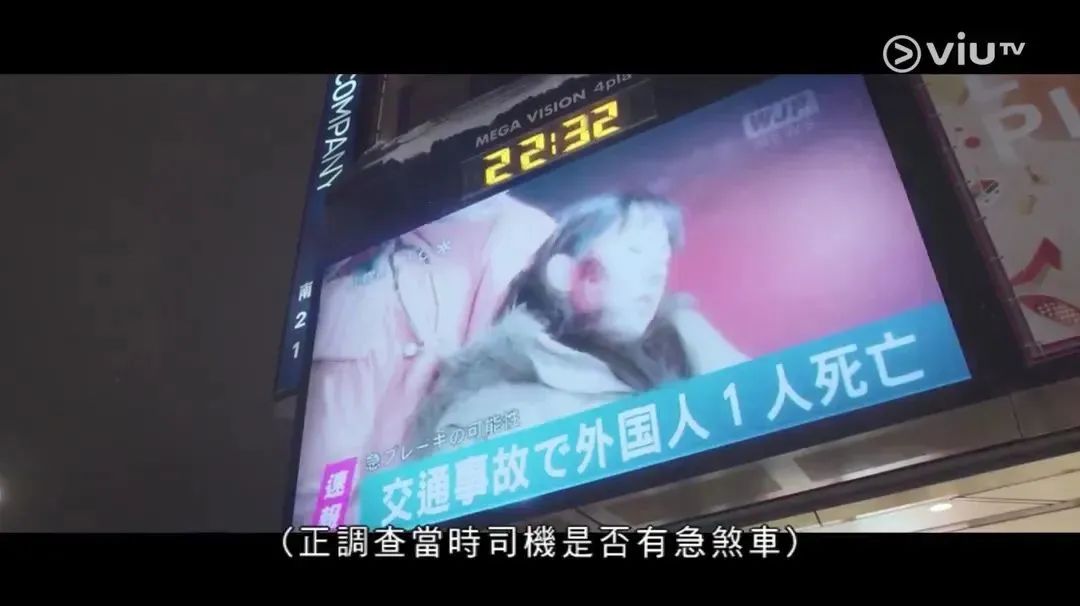 viu TV
COMPANY
MEGA VISION 4pla
22:32
WJN
NEWS
南
2
1
急ブレーキの可能性
速報
交通事故で外国人1人死亡
（正調查當時司機是否有急煞車）